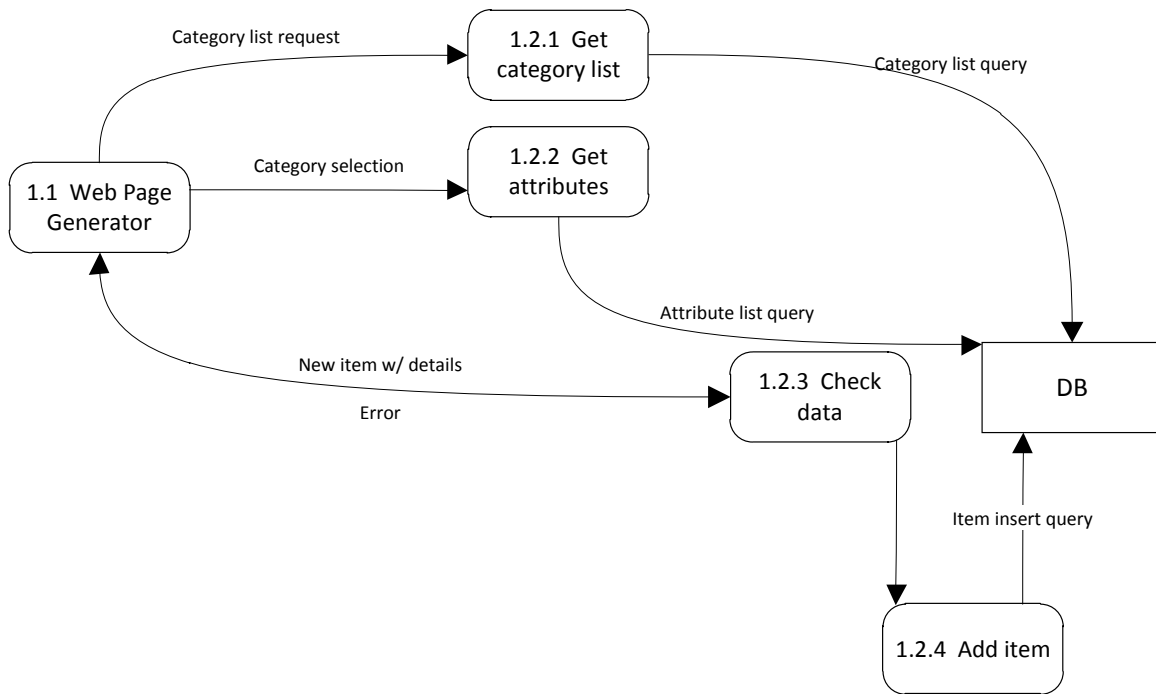 Category list request
1.2.1 Get
category list
Category list query
1.2.2 Get
attributes
Category selection
1.1 Web Page
Generator
Attribute list query
New item w/ details
Error
1.2.3 Check
data
DB
Item insert query
1.2.4 Add item